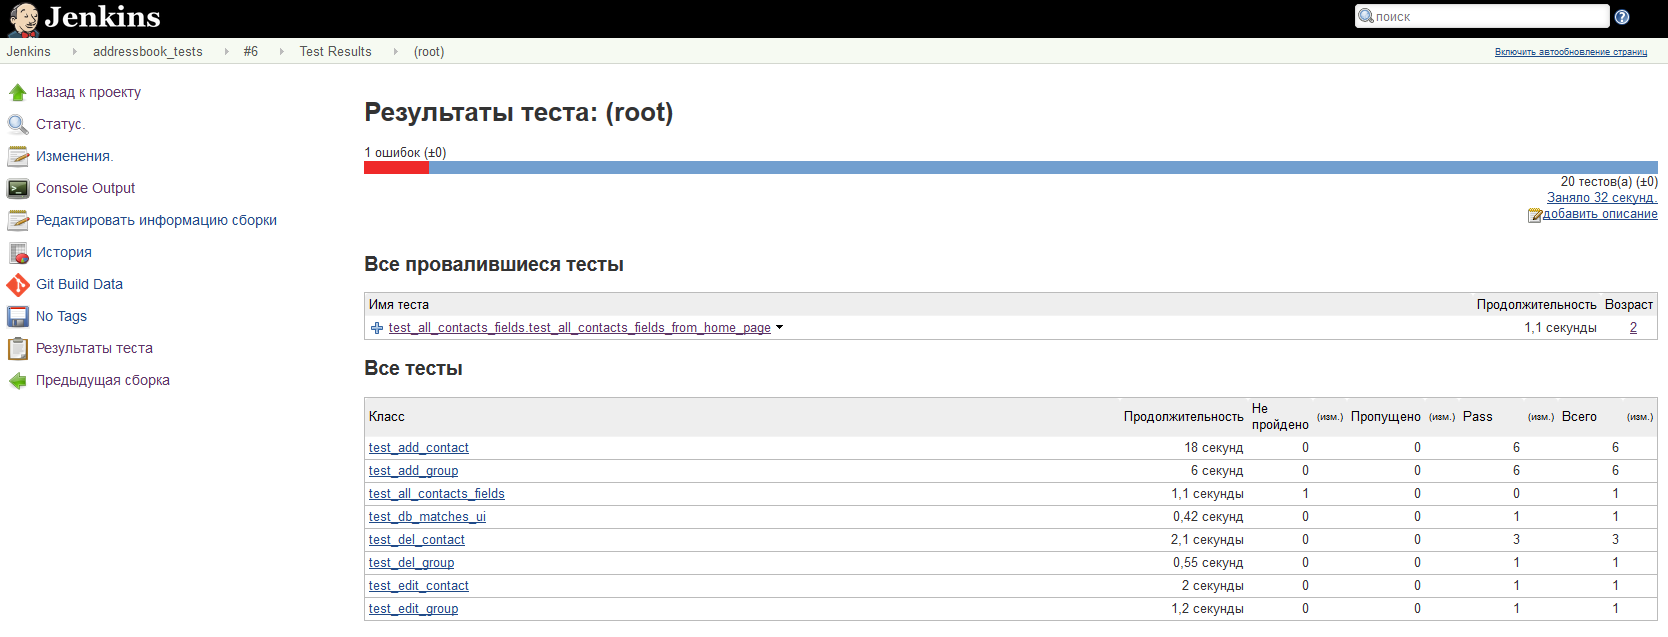 Jenkins
поиск
Jenkins addressbook_tests #6 Test Results (root)
Включить автообновление страниц
Назад к проекту
Статус.
Изменения.
Console Output
Редактировать информацию сборки
История
Git Build Data
No Tags
Результаты теста
Предыдущая сборка
Результаты теста: (root)
1 ошибок (±0)
20 тестов(а) (±0)
Заняло 32 секунд.
добавить описание
Все провалившиеся тесты
Имя теста Продолжительность Возраст
test_all_contacts_fields.test_all_contacts_fields_from_home_page 1,1 секунды 2
Все тесты
Класс Продолжительность Не пройдено (изм.) Пропущено (изм.) Pass (изм.) Всего (изм.)
test_add_contact 18 секунд 0 0 6 6
test_add_group 6 секунд 0 0 6 6
test_all_contacts_fields 1,1 секунды 1 0 0 1
test_db_matches_ui 0,42 секунд 0 0 1 1
test_del_contact 2,1 секунды 0 0 3 3
test_del_group 0,55 секунд 0 0 1 1
test_edit_contact 2 секунды 0 0 1 1
test_edit_group 1,2 секунды 0 0 1 1